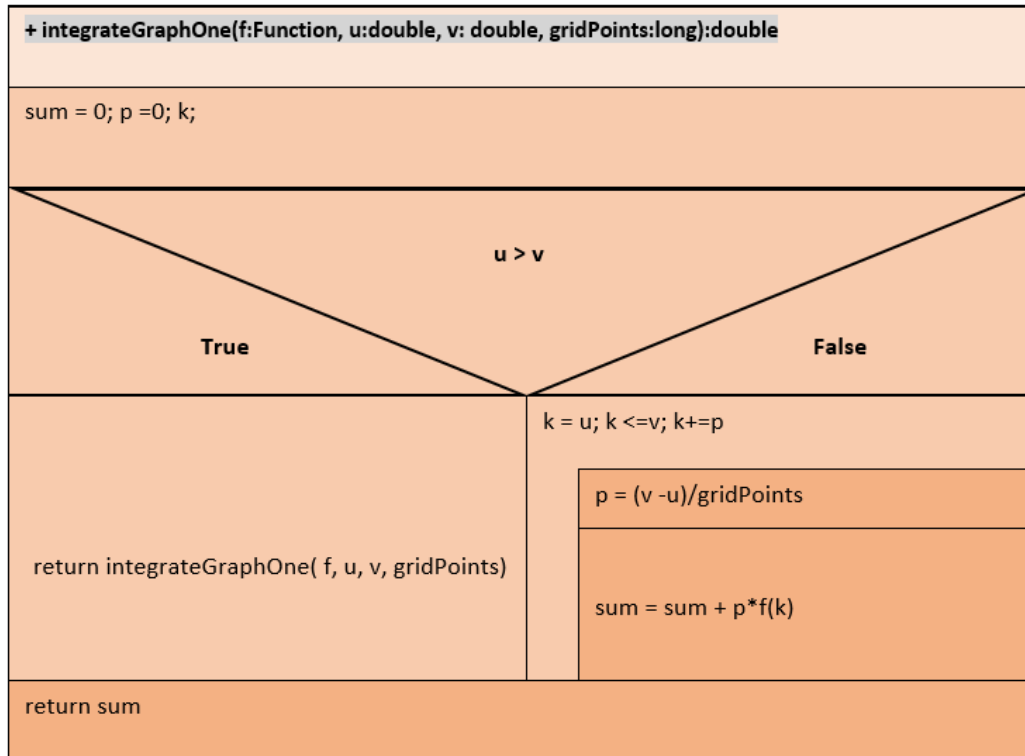 + integrateGraphOne(f:Function, u:double, v: double, gridPoints:long):double
sum = 0; p =0; k;
u > v
True
False
k = u; k <=v; k+=p
p = (v -u)/gridPoints
return integrateGraphOne( f, u, v, gridPoints)
sum = sum + p*f(k)
return sum